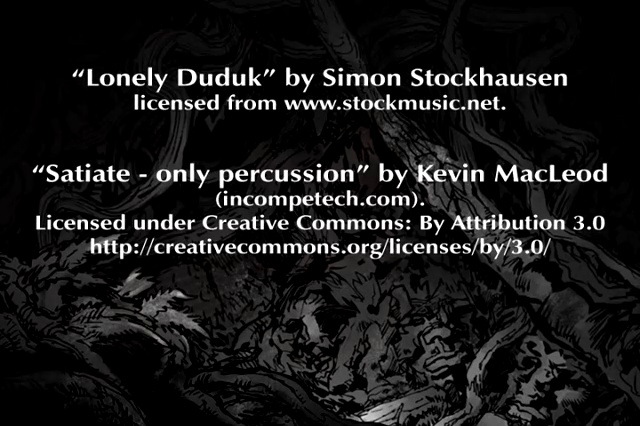 “Lonely Duduk” by Simon Stockhausen
licensed from www.stockmusic.net.
“Satiate - only percussion” by Kevin MacLeod
(incompetech.com).
Licensed under Creative Commons: By Attribution 3.0
http://creativecommons.org/licenses/by/3.0/